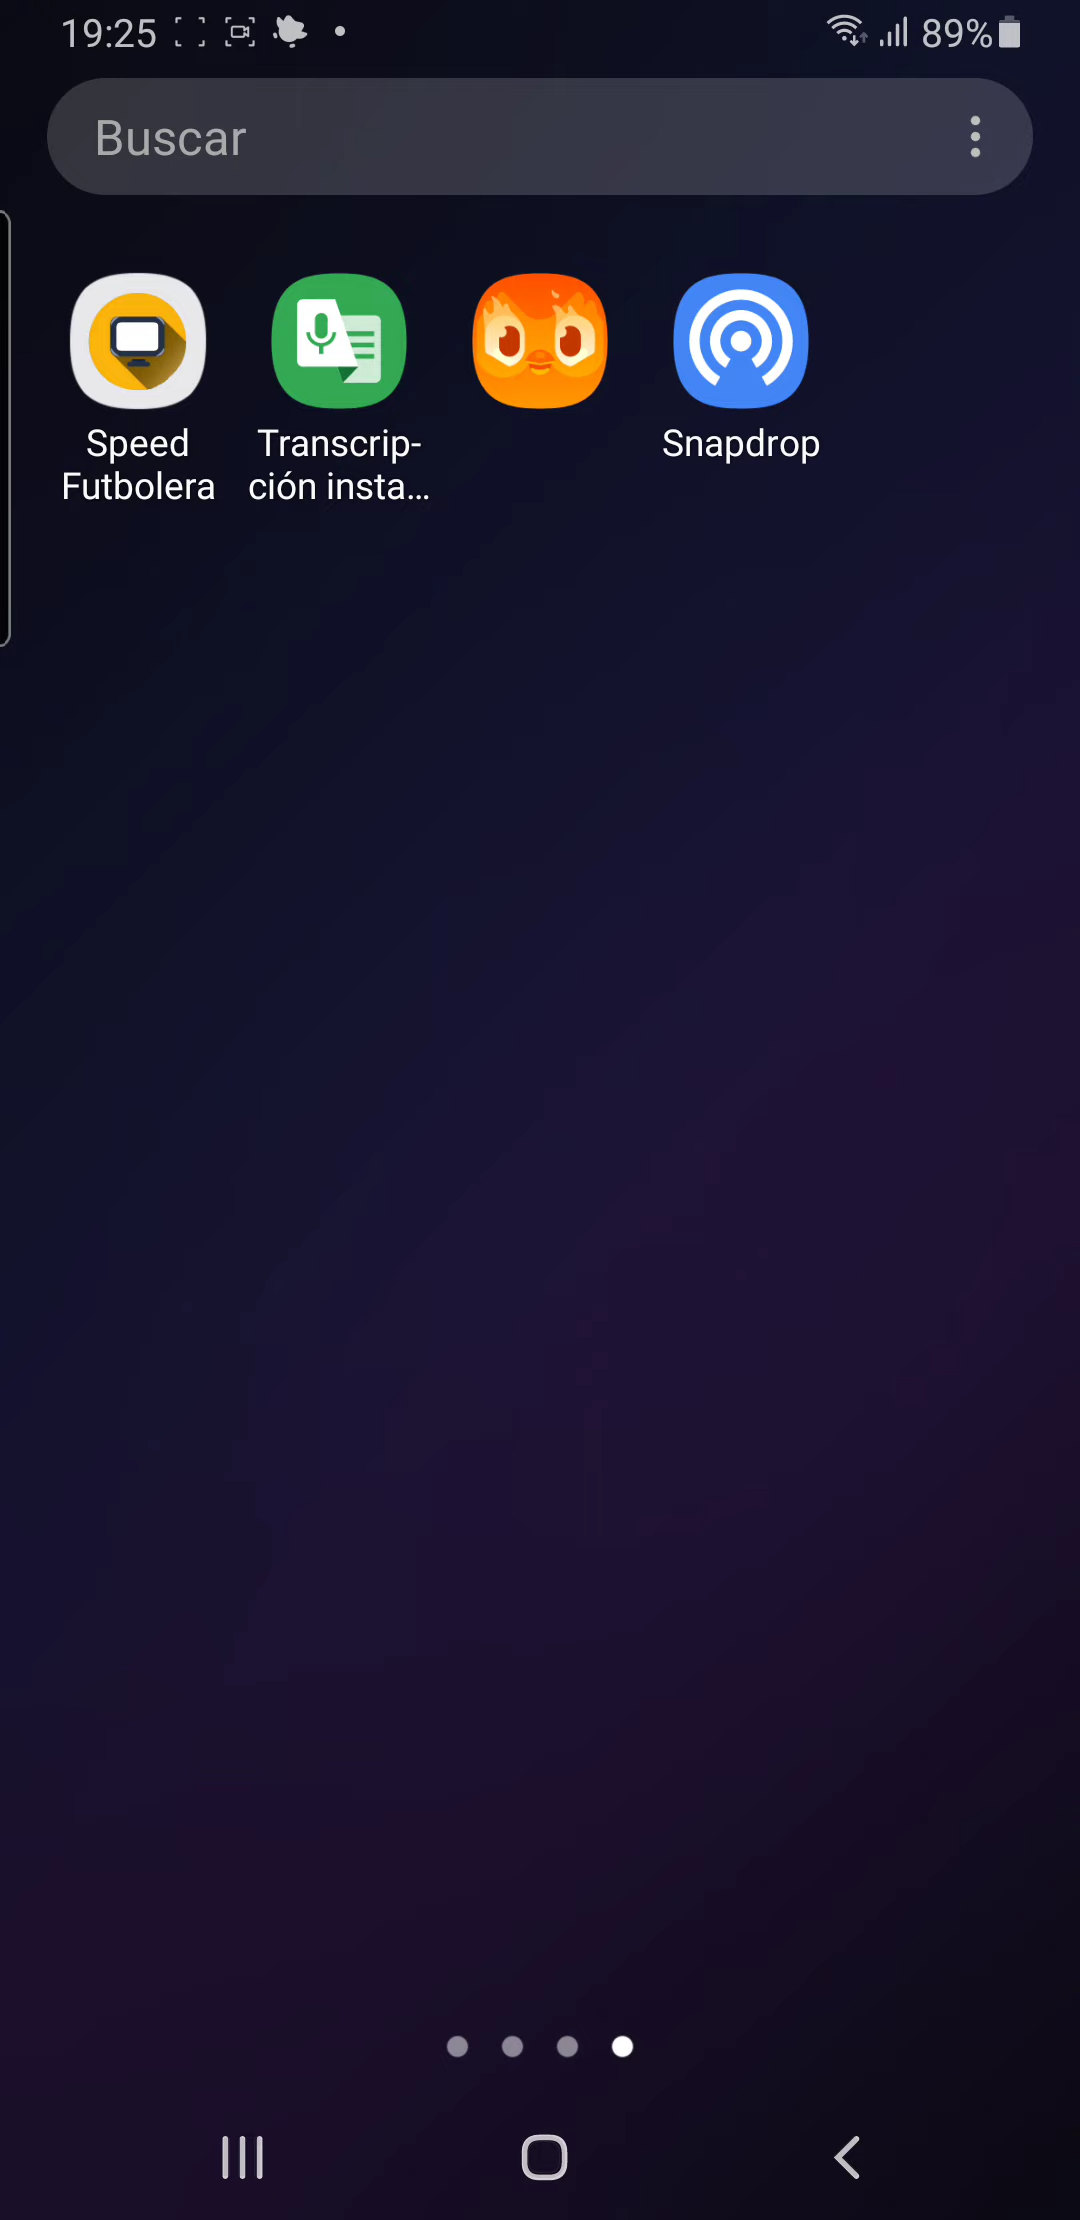 19:25
89%
Buscar
Speed
Futbolera
Transcrip-
ción insta...
Snapdrop